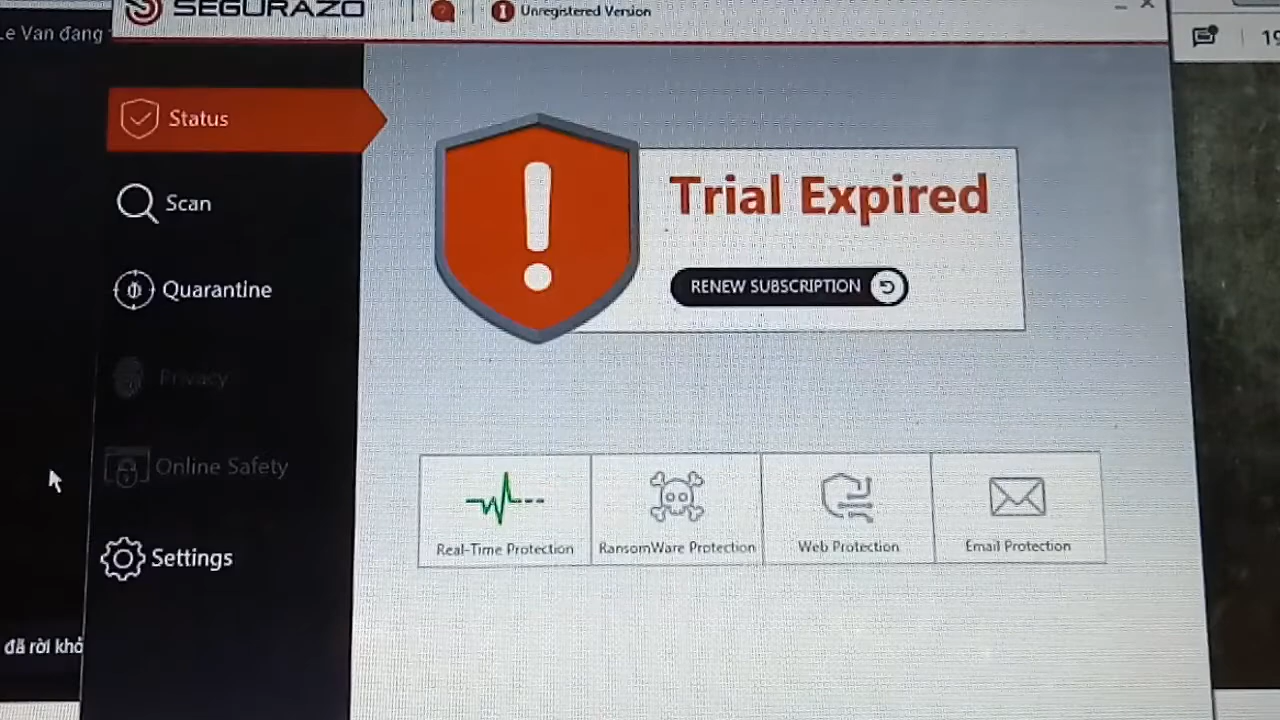 SEGURAZO
Unregistered Version
Le Van đang
19
Status
Trial Expired
Scan
RENEW SUBSCRIPTION
Quarantine
Privacy
Online Safety
Settings
Real-Time Protection
RansomWare Protection
Web Protection
Email Protection
đã rời khỏ